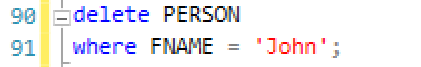 90 delete PERSON
91 where FNAME = 'John';